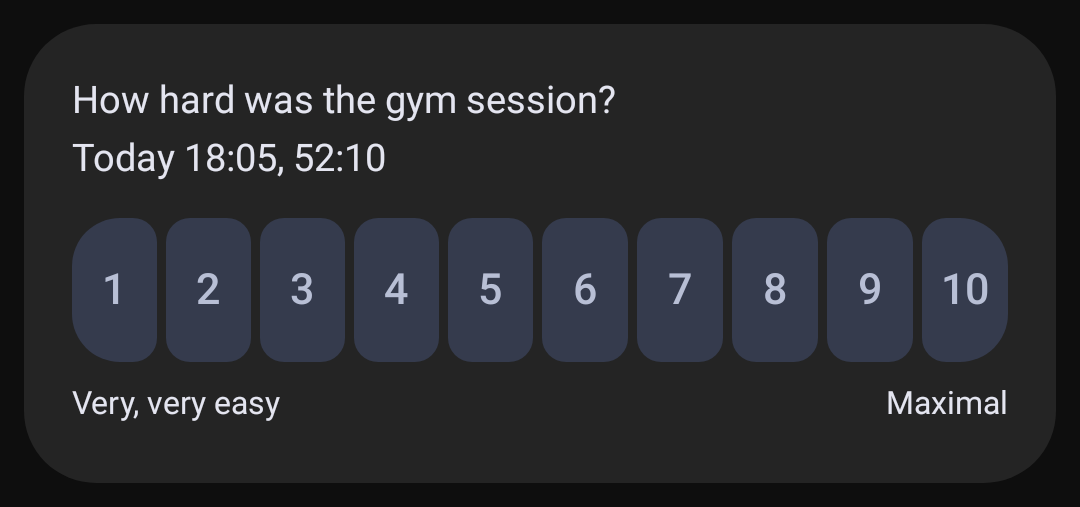 How hard was the gym session?
Today 18:05, 52:10
1 2 3 4 5 6 7 8 9 10
Very, very easy Maximal